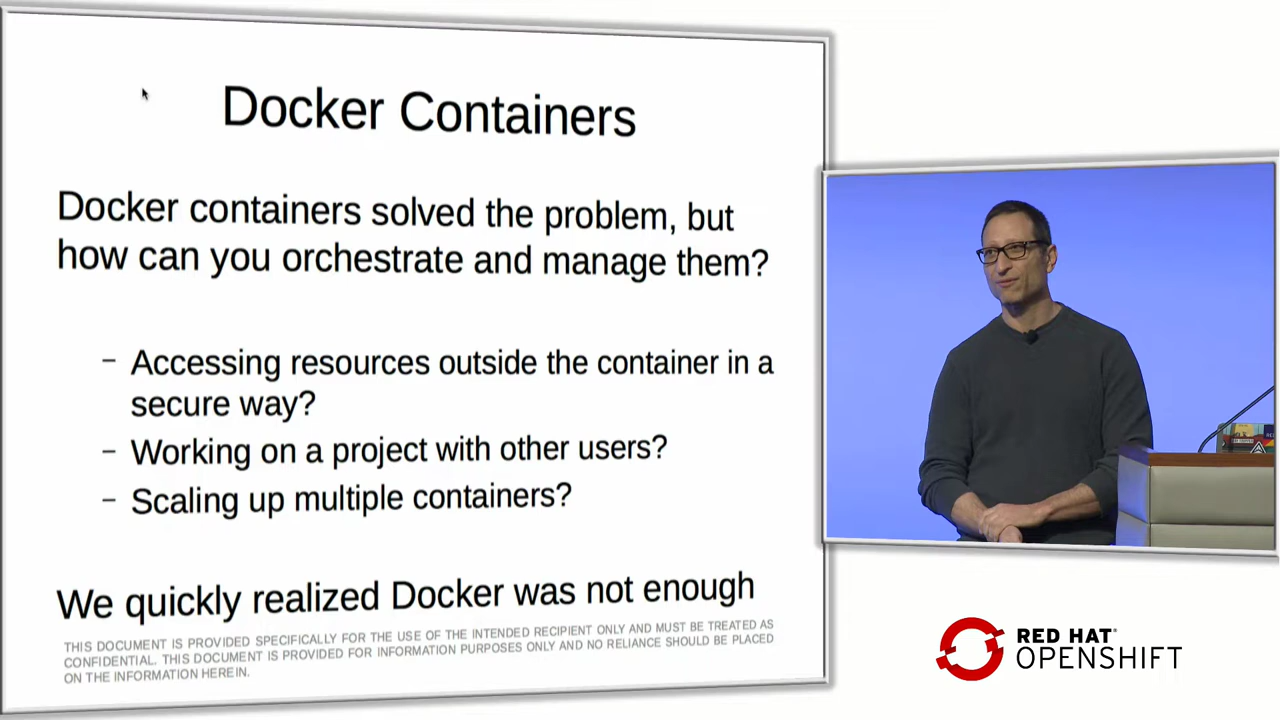 Docker Containers
Docker containers solved the problem, but
how can you orchestrate and manage them?
– Accessing resources outside the container in a
secure way?
– Working on a project with other users?
– Scaling up multiple containers?
We quickly realized Docker was not enough
THIS DOCUMENT IS PROVIDED SPECIFICALLY FOR THE USE OF THE INTENDED RECIPIENT ONLY AND MUST BE TREATED AS
CONFIDENTIAL. THIS DOCUMENT IS PROVIDED FOR INFORMATION PURPOSES ONLY AND NO RELIANCE SHOULD BE PLACED
ON THE INFORMATION HEREIN.
RED HAT®
OPENSHIFT